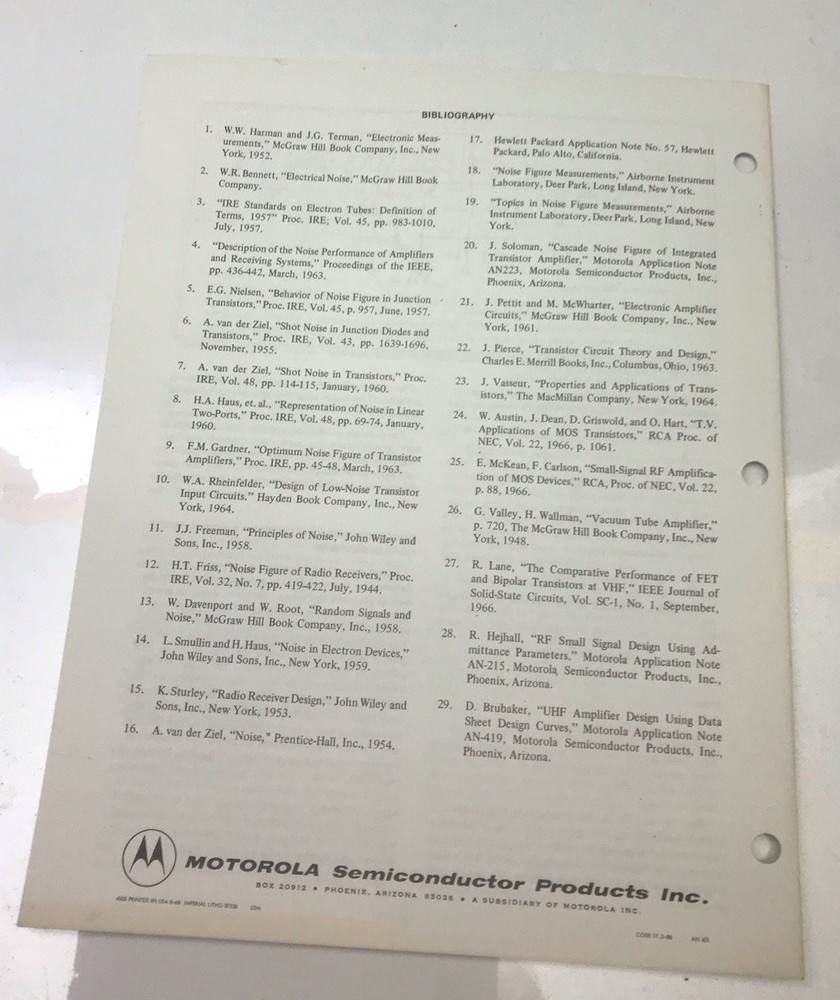 BIBLIOGRAPHY
1. W.W. Harman and J.G. Terman, "Electronic Meas-
urements," McGraw Hill Book Company, Inc., New
York, 1952.
2. W.R. Bennett, "Electrical Noise," McGraw Hill Book
Company.
3. "IRE Standards on Electron Tubes: Definition of
Terms, 1957" Proc. IRE; Vol. 45, pp. 983-1010,
July, 1957.
4. "Description of the Noise Performance of Amplifiers
and Receiving Systems," Proceedings of the IEEE,
pp. 436-442, March, 1963.
5. E.G. Nielsen, "Behavior of Noise Figure in Junction
Transistors," Proc. IRE, Vol. 45, p. 957, June, 1957.
6. A. van der Ziel, "Shot Noise in Junction Diodes and
Transistors," Proc. IRE, Vol. 43, pp. 1639-1696,
November, 1955.
7. A. van der Ziel, "Shot Noise in Transistors," Proc.
IRE, Vol. 48, pp. 114-115, January, 1960.
8. H.A. Haus, et. al., "Representation of Noise in Linear
Two-Ports," Proc. IRE, Vol. 48, pp. 69-74, January,
1960.
9. F.M. Gardner, "Optimum Noise Figure of Transistor
Amplifiers," Proc. IRE, pp. 45-48, March, 1963.
10. W.A. Rheinfelder, "Design of Low-Noise Transistor
Input Circuits," Hayden Book Company, Inc., New
York, 1964.
11. J.J. Freeman, "Principles of Noise," John Wiley and
Sons, Inc., 1958.
12. H.T. Friss, "Noise Figure of Radio Receivers," Proc.
IRE, Vol. 32, No. 7, pp. 419-422, July, 1944.
13. W. Davenport and W. Root, "Random Signals and
Noise," McGraw Hill Book Company, Inc., 1958.
14. L. Smullin and H. Haus, "Noise in Electron Devices,"
John Wiley and Sons, Inc., New York, 1959.
15. K. Sturley, "Radio Receiver Design," John Wiley and
Sons, Inc., New York, 1953.
16. A. van der Ziel, "Noise," Prentice-Hall, Inc., 1954.
17. Hewlett Packard Application Note No. 57, Hewlett
Packard, Palo Alto, California.
18. "Noise Figure Measurements," Airborne Instrument
Laboratory, Deer Park, Long Island, New York.
19. "Topics in Noise Figure Measurements," Airborne
Instrument Laboratory, Deer Park, Long Island, New
York.
20. J. Soloman, "Cascade Noise Figure of Integrated
Transistor Amplifier," Motorola Application Note
AN223, Motorola Semiconductor Products, Inc.,
Phoenix, Arizona.
21. J. Pettit and M. McWharter, "Electronic Amplifier
Circuits," McGraw Hill Book Company, Inc., New
York, 1961.
22. J. Pierce, "Transistor Circuit Theory and Design,"
Charles E. Merrill Books, Inc., Columbus, Ohio, 1963.
23. J. Vasseur, "Properties and Applications of Trans-
istors," The MacMillan Company, New York, 1964.
24. W. Austin, J. Dean, D. Griswold, and O. Hart, "T.V.
Applications of MOS Transistors," RCA Proc. of
NEC, Vol. 22, 1966, p. 1061.
25. E. McKean, F. Carlson, "Small-Signal RF Amplifica-
tion of MOS Devices," RCA, Proc. of NEC, Vol. 22,
p. 88, 1966.
26. G. Valley, H. Wallman, "Vacuum Tube Amplifier,"
p. 720, The McGraw Hill Book Company, Inc., New
York, 1948.
27. R. Lane, "The Comparative Performance of FET
and Bipolar Transistors at VHF," IEEE Journal of
Solid-State Circuits, Vol. SC-1, No. 1, September,
1966.
28. R. Hejhall, "RF Small Signal Design Using Ad-
mittance Parameters," Motorola Application Note
AN-215, Motorola Semiconductor Products, Inc.,
Phoenix, Arizona.
29. D. Brubaker, "UHF Amplifier Design Using Data
Sheet Design Curves," Motorola Application Note
AN-419, Motorola Semiconductor Products, Inc.,
Phoenix, Arizona.
MOTOROLA Semiconductor Products Inc.
BOX 20912 • PHOENIX, ARIZONA 85036 • A SUBSIDIARY OF MOTOROLA INC.
PRINTED IN USA IMPERIAL LITHO